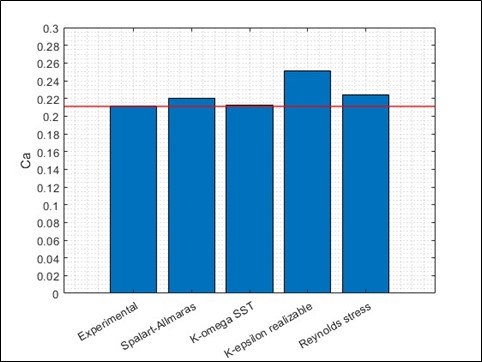 0.3
0.28
0.26
0.24
0.22
0.2
0.18
0.16
0.14
0.12
0.1
0.08
0.06
0.04
0.02
0
Ca
Experimental
Spalart-Allmaras
K-omega SST
K-epsilon realizable
Reynolds stress